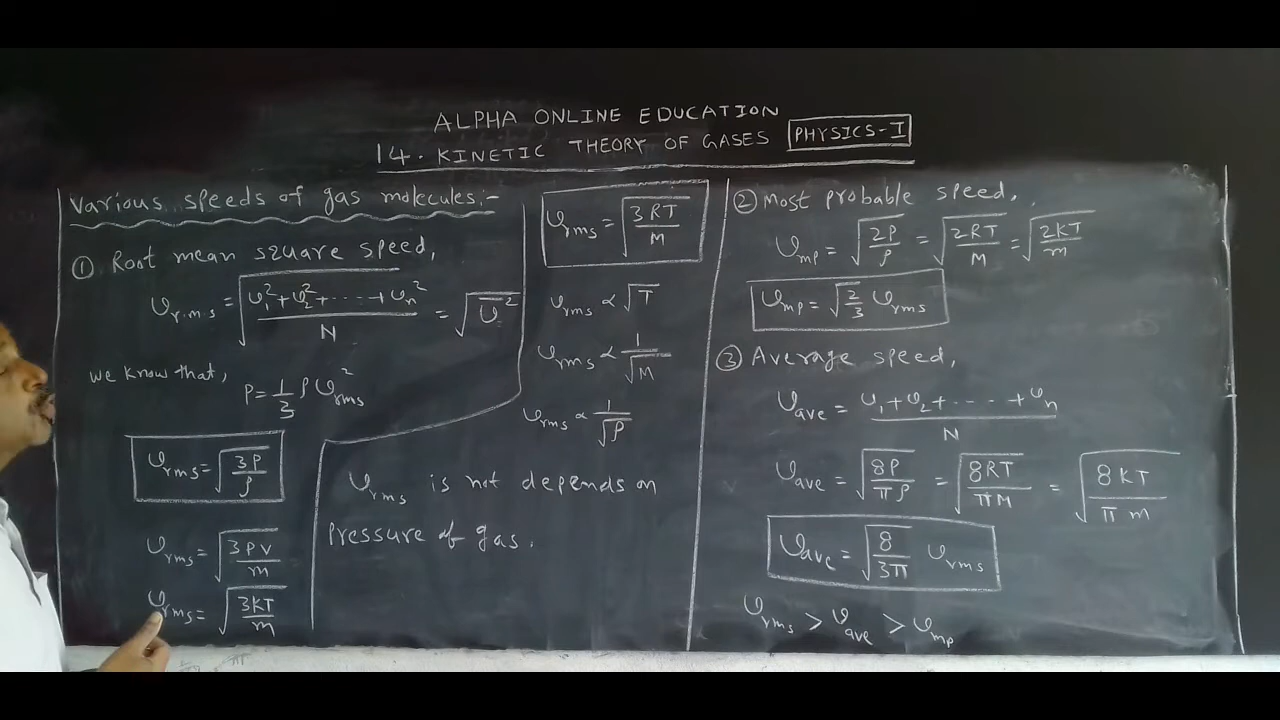 ALPHA ONLINE EDUCATION
14. KINETIC THEORY OF GASES PHYSICS-I
Various speeds of gas molecules:-
① Root mean square speed,
υr.m.s = √((υ₁²+υ₂²+-----+υn²)/N) = √(υ̅²)
we know that,
P = 1/3 ρ υ²rms
υrms = √(3P/ρ)
υrms = √(3PV/m)
υrms = √(3KT/m)
υrms = √(3RT/M)
υrms ∝ √T
υrms ∝ 1/√M
υrms ∝ 1/√ρ
υrms is not depends on
Pressure of gas.
② Most probable speed,
υmp = √(2P/ρ) = √(2RT/M) = √(2KT/m)
υmp = √(2/3) υrms
③ Average speed,
υave = (υ₁+υ₂+-----+υn)/N
υave = √(8P/πρ) = √(8RT/πM) = √(8KT/πm)
υave = √(8/3π) υrms
υrms > υave > υmp